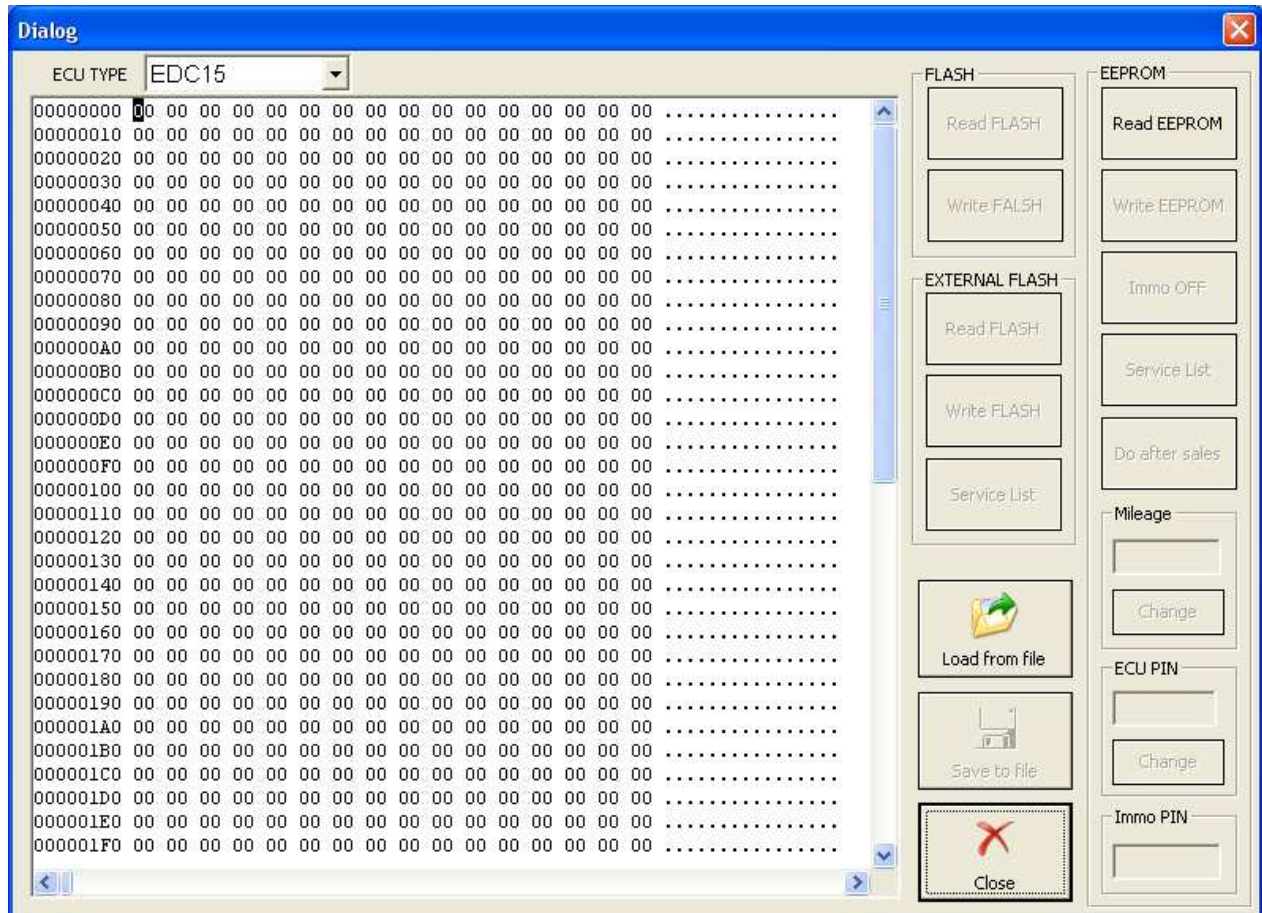 Dialog
ECU TYPE EDC15
00000000 00 00 00 00 00 00 00 00 00 00 00 00 00 00 00 00 ................
00000010 00 00 00 00 00 00 00 00 00 00 00 00 00 00 00 00 ................
00000020 00 00 00 00 00 00 00 00 00 00 00 00 00 00 00 00 ................
00000030 00 00 00 00 00 00 00 00 00 00 00 00 00 00 00 00 ................
00000040 00 00 00 00 00 00 00 00 00 00 00 00 00 00 00 00 ................
00000050 00 00 00 00 00 00 00 00 00 00 00 00 00 00 00 00 ................
00000060 00 00 00 00 00 00 00 00 00 00 00 00 00 00 00 00 ................
00000070 00 00 00 00 00 00 00 00 00 00 00 00 00 00 00 00 ................
00000080 00 00 00 00 00 00 00 00 00 00 00 00 00 00 00 00 ................
00000090 00 00 00 00 00 00 00 00 00 00 00 00 00 00 00 00 ................
000000A0 00 00 00 00 00 00 00 00 00 00 00 00 00 00 00 00 ................
000000B0 00 00 00 00 00 00 00 00 00 00 00 00 00 00 00 00 ................
000000C0 00 00 00 00 00 00 00 00 00 00 00 00 00 00 00 00 ................
000000D0 00 00 00 00 00 00 00 00 00 00 00 00 00 00 00 00 ................
000000E0 00 00 00 00 00 00 00 00 00 00 00 00 00 00 00 00 ................
000000F0 00 00 00 00 00 00 00 00 00 00 00 00 00 00 00 00 ................
00000100 00 00 00 00 00 00 00 00 00 00 00 00 00 00 00 00 ................
00000110 00 00 00 00 00 00 00 00 00 00 00 00 00 00 00 00 ................
00000120 00 00 00 00 00 00 00 00 00 00 00 00 00 00 00 00 ................
00000130 00 00 00 00 00 00 00 00 00 00 00 00 00 00 00 00 ................
00000140 00 00 00 00 00 00 00 00 00 00 00 00 00 00 00 00 ................
00000150 00 00 00 00 00 00 00 00 00 00 00 00 00 00 00 00 ................
00000160 00 00 00 00 00 00 00 00 00 00 00 00 00 00 00 00 ................
00000170 00 00 00 00 00 00 00 00 00 00 00 00 00 00 00 00 ................
00000180 00 00 00 00 00 00 00 00 00 00 00 00 00 00 00 00 ................
00000190 00 00 00 00 00 00 00 00 00 00 00 00 00 00 00 00 ................
000001A0 00 00 00 00 00 00 00 00 00 00 00 00 00 00 00 00 ................
000001B0 00 00 00 00 00 00 00 00 00 00 00 00 00 00 00 00 ................
000001C0 00 00 00 00 00 00 00 00 00 00 00 00 00 00 00 00 ................
000001D0 00 00 00 00 00 00 00 00 00 00 00 00 00 00 00 00 ................
000001E0 00 00 00 00 00 00 00 00 00 00 00 00 00 00 00 00 ................
000001F0 00 00 00 00 00 00 00 00 00 00 00 00 00 00 00 00 ................
FLASH
Read FLASH
Write FALSH
EXTERNAL FLASH
Read FLASH
Write FLASH
Service List
Load from file
Save to file
Close
EEPROM
Read EEPROM
Write EEPROM
Immo OFF
Service List
Do after sales
Mileage
Change
ECU PIN
Change
Immo PIN